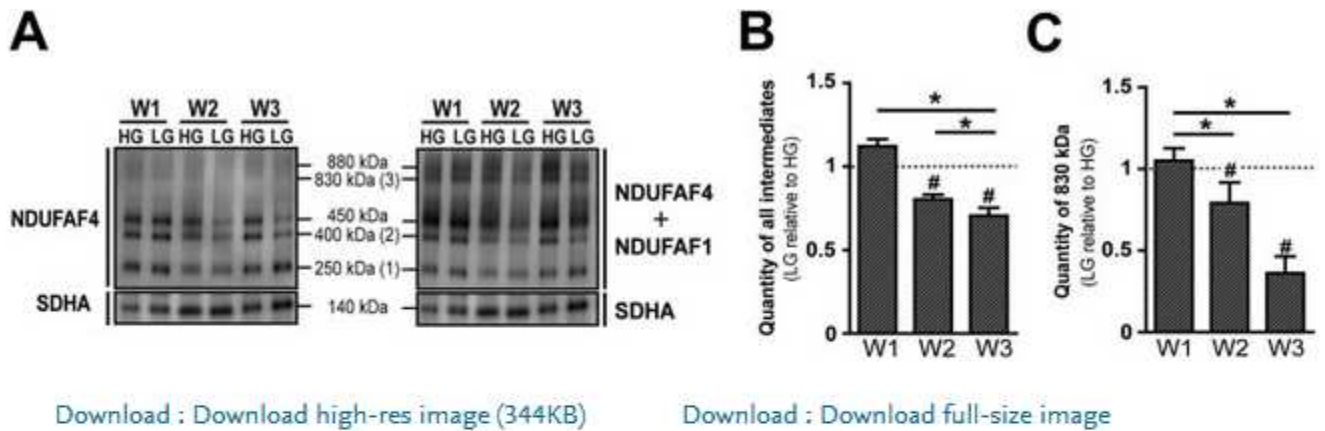 A
B
C
W1 W2 W3
HG LG HG LG HG LG
W1 W2 W3
HG LG HG LG HG LG
NDUFAF4
SDHA
880 kDa
830 kDa (3)
450 kDa
400 kDa (2)
250 kDa (1)
140 kDa
NDUFAF4
+
NDUFAF1
SDHA
Quantity of all intermediates
(LG relative to HG)
1.5
1
0.5
0
*
*
#
#
W1 W2 W3
Quantity of 830 kDa
(LG relative to HG)
1.5
1
0.5
0
*
*
#
#
W1 W2 W3
Download : Download high-res image (344KB)
Download : Download full-size image